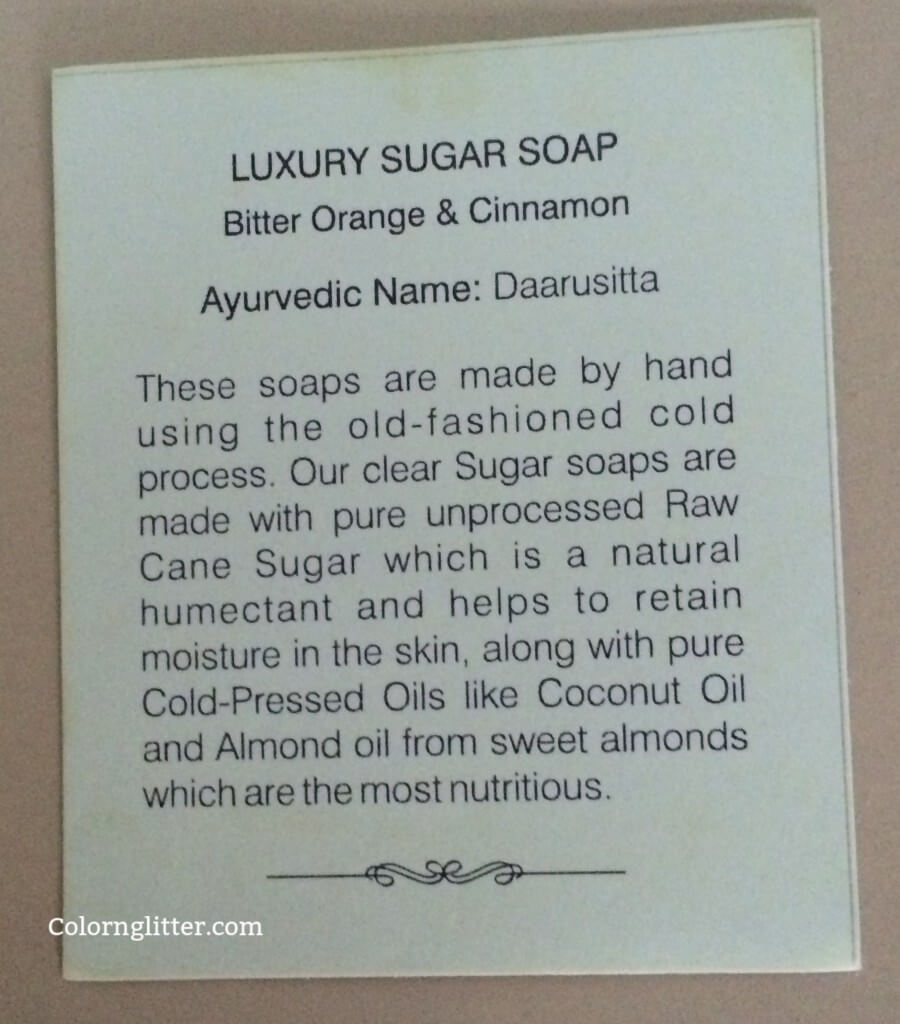 LUXURY SUGAR SOAP
Bitter Orange & Cinnamon
Ayurvedic Name: Daarusitta
These soaps are made by hand
using the old-fashioned cold
process. Our clear Sugar soaps are
made with pure unprocessed Raw
Cane Sugar which is a natural
humectant and helps to retain
moisture in the skin, along with pure
Cold-Pressed Oils like Coconut Oil
and Almond oil from sweet almonds
which are the most nutritious.
Colornglitter.com